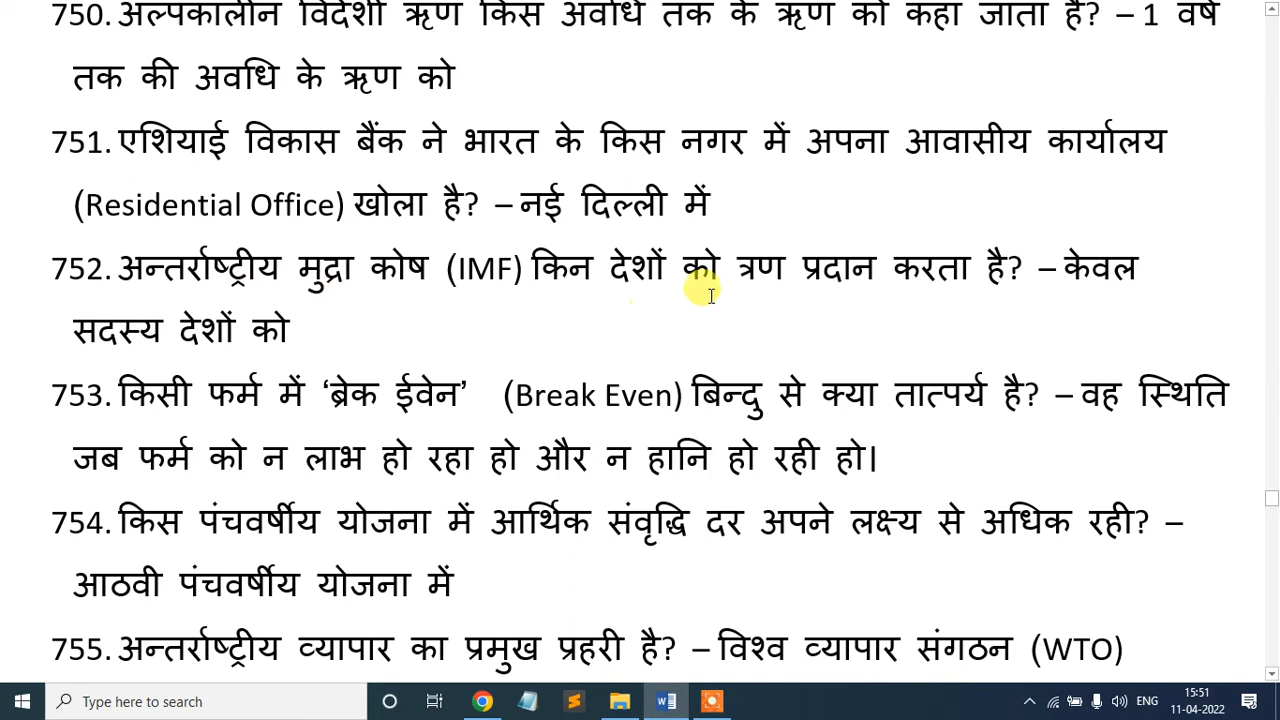 750. अल्पकालीन विदेशी ऋण किस अवधि तक के ऋण को कहा जाता है? – 1 वर्ष
तक की अवधि के ऋण को
751. एशियाई विकास बैंक ने भारत के किस नगर में अपना आवासीय कार्यालय
(Residential Office) खोला है? – नई दिल्ली में
752. अन्तर्राष्ट्रीय मुद्रा कोष (IMF) किन देशों को त्रण प्रदान करता है? – केवल
सदस्य देशों को
753. किसी फर्म में ‘ब्रेक ईवेन’ (Break Even) बिन्दु से क्या तात्पर्य है? – वह स्थिति
जब फर्म को न लाभ हो रहा हो और न हानि हो रही हो।
754. किस पंचवर्षीय योजना में आर्थिक संवृद्धि दर अपने लक्ष्य से अधिक रही? –
आठवी पंचवर्षीय योजना में
755. अन्तर्राष्ट्रीय व्यापार का प्रमुख प्रहरी है? – विश्व व्यापार संगठन (WTO)
Type here to search
ENG
15:51
11-04-2022